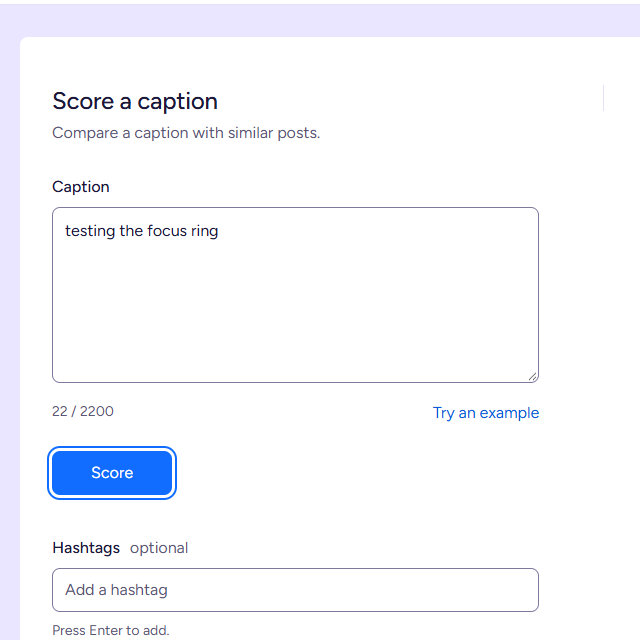 Score a caption
Compare a caption with similar posts.
Caption
testing the focus ring
22 / 2200
Try an example
Score
Hashtags optional
Add a hashtag
Press Enter to add.